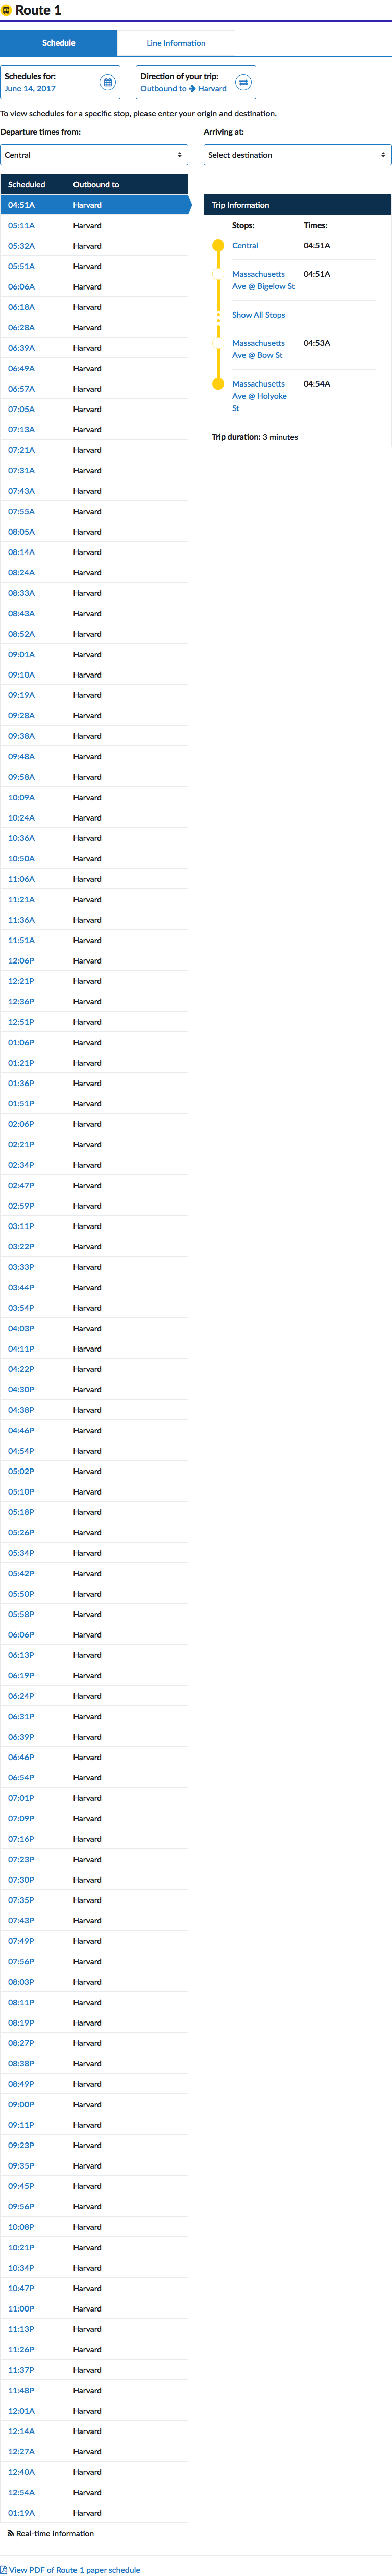 Route 1
Schedule Line Information
Schedules for:
June 14, 2017
Direction of your trip:
Outbound to Harvard
To view schedules for a specific stop, please enter your origin and destination.
Departure times from:
Central
Arriving at:
Select destination
Scheduled Outbound to
04:51A Harvard
05:11A Harvard
05:32A Harvard
05:51A Harvard
06:06A Harvard
06:18A Harvard
06:28A Harvard
06:39A Harvard
06:49A Harvard
06:57A Harvard
07:05A Harvard
07:13A Harvard
07:21A Harvard
07:31A Harvard
07:43A Harvard
07:55A Harvard
08:05A Harvard
08:14A Harvard
08:24A Harvard
08:33A Harvard
08:43A Harvard
08:52A Harvard
09:01A Harvard
09:10A Harvard
09:19A Harvard
09:28A Harvard
09:38A Harvard
09:48A Harvard
09:58A Harvard
10:09A Harvard
10:24A Harvard
10:36A Harvard
10:50A Harvard
11:06A Harvard
11:21A Harvard
11:36A Harvard
11:51A Harvard
12:06P Harvard
12:21P Harvard
12:36P Harvard
12:51P Harvard
01:06P Harvard
01:21P Harvard
01:36P Harvard
01:51P Harvard
02:06P Harvard
02:21P Harvard
02:34P Harvard
02:47P Harvard
02:59P Harvard
03:11P Harvard
03:22P Harvard
03:33P Harvard
03:44P Harvard
03:54P Harvard
04:03P Harvard
04:11P Harvard
04:22P Harvard
04:30P Harvard
04:38P Harvard
04:46P Harvard
04:54P Harvard
05:02P Harvard
05:10P Harvard
05:18P Harvard
05:26P Harvard
05:34P Harvard
05:42P Harvard
05:50P Harvard
05:58P Harvard
06:06P Harvard
06:13P Harvard
06:19P Harvard
06:24P Harvard
06:31P Harvard
06:39P Harvard
06:46P Harvard
06:54P Harvard
07:01P Harvard
07:09P Harvard
07:16P Harvard
07:23P Harvard
07:30P Harvard
07:35P Harvard
07:43P Harvard
07:49P Harvard
07:56P Harvard
08:03P Harvard
08:11P Harvard
08:19P Harvard
08:27P Harvard
08:38P Harvard
08:49P Harvard
09:00P Harvard
09:11P Harvard
09:23P Harvard
09:35P Harvard
09:45P Harvard
09:56P Harvard
10:08P Harvard
10:21P Harvard
10:34P Harvard
10:47P Harvard
11:00P Harvard
11:13P Harvard
11:26P Harvard
11:37P Harvard
11:48P Harvard
12:01A Harvard
12:14A Harvard
12:27A Harvard
12:40A Harvard
12:54A Harvard
01:19A Harvard
Real-time information
Trip Information
Stops: Times:
Central 04:51A
Massachusetts 04:51A
Ave @ Bigelow St
Show All Stops
Massachusetts 04:53A
Ave @ Bow St
Massachusetts 04:54A
Ave @ Holyoke
St
Trip duration: 3 minutes
View PDF of Route 1 paper schedule